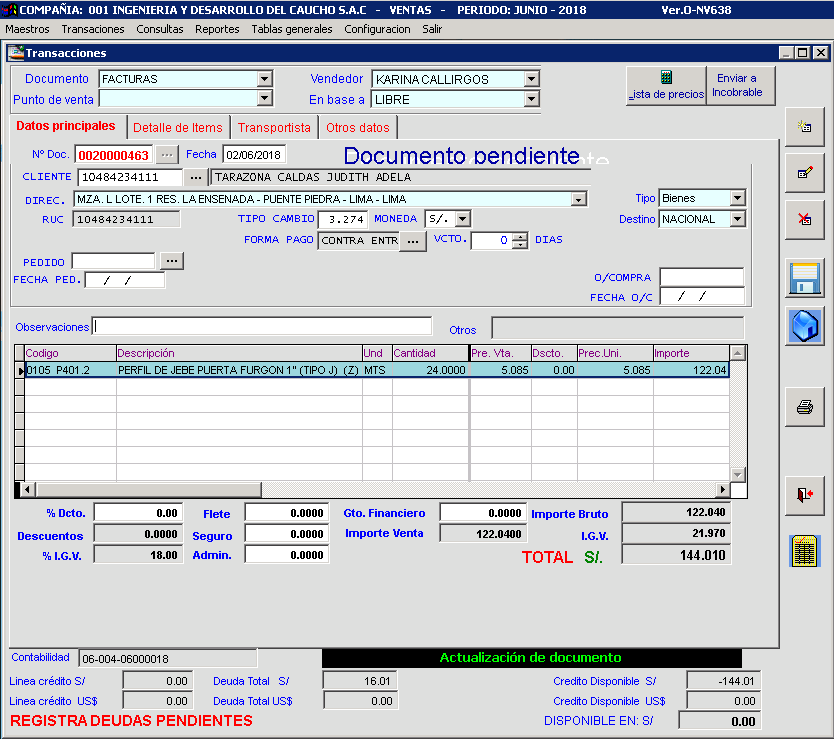 COMPAÑIA: 001 INGENIERIA Y DESARROLLO DEL CAUCHO S.A.C - VENTAS - PERIODO: JUNIO - 2018 Ver.O-NV638
Maestros Transaciones Consultas Reportes Tablas generales Configuracion Salir
Transacciones
Documento FACTURAS Vendedor KARINA CALLIRGOS
Punto de venta En base a LIBRE
Lista de precios Enviar a Incobrable
Datos principales Detalle de Items Transportista Otros datos
Nº Doc. 0020000463 ... Fecha 02/06/2018 Documento pendiente
CLIENTE 10484234111 ... TARAZONA CALDAS JUDITH ADELA
DIREC. MZA. L LOTE. 1 RES. LA ENSENADA - PUENTE PIEDRA - LIMA - LIMA Tipo Bienes
RUC 10484234111 TIPO CAMBIO 3.274 MONEDA S/. Destino NACIONAL
FORMA PAGO CONTRA ENTR ... VCTO. 0 DIAS
PEDIDO ...
FECHA PED. / / O/COMPRA
FECHA O/C / /
Observaciones Otros
Codigo Descripción Und Cantidad Pre. Vta. Dscto. Prec.Uni. Importe
0105 P401.2 PERFIL DE JEBE PUERTA FURGON 1" (TIPO J) (Z) MTS 24.0000 5.085 0.00 5.085 122.04
% Dcto. 0.00 Flete 0.0000 Gto. Financiero 0.0000 Importe Bruto 122.040
Descuentos 0.0000 Seguro 0.0000 Importe Venta 122.0400 I.G.V. 21.970
% I.G.V. 18.00 Admin. 0.0000 TOTAL S/. 144.010
Contabilidad 06-004-06000018 Actualización de documento
Linea crédito S/ 0.00 Deuda Total S/ 16.01 Credito Disponible S/ -144.01
Linea crédito US$ 0.00 Deuda Total US$ 0.00 Credito Disponible US$ 0.00
REGISTRA DEUDAS PENDIENTES DISPONIBLE EN: S/ 0.00